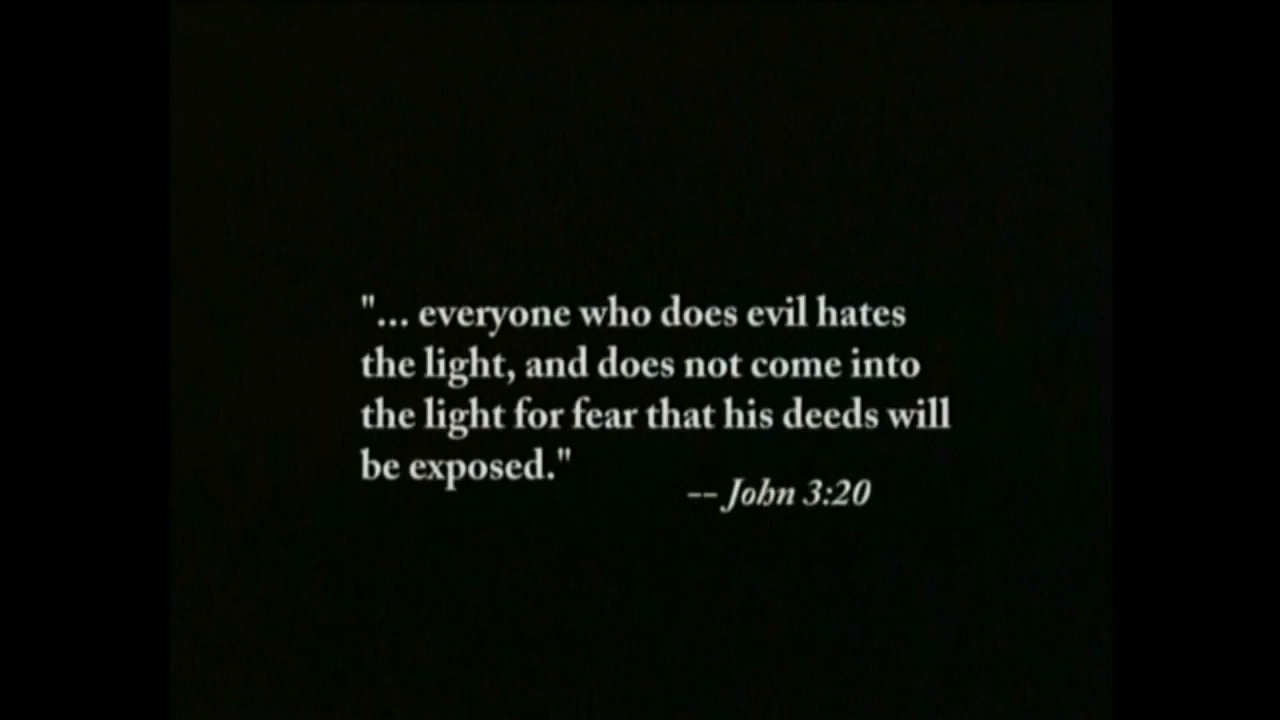 "... everyone who does evil hates
the light, and does not come into
the light for fear that his deeds will
be exposed."
-- John 3:20